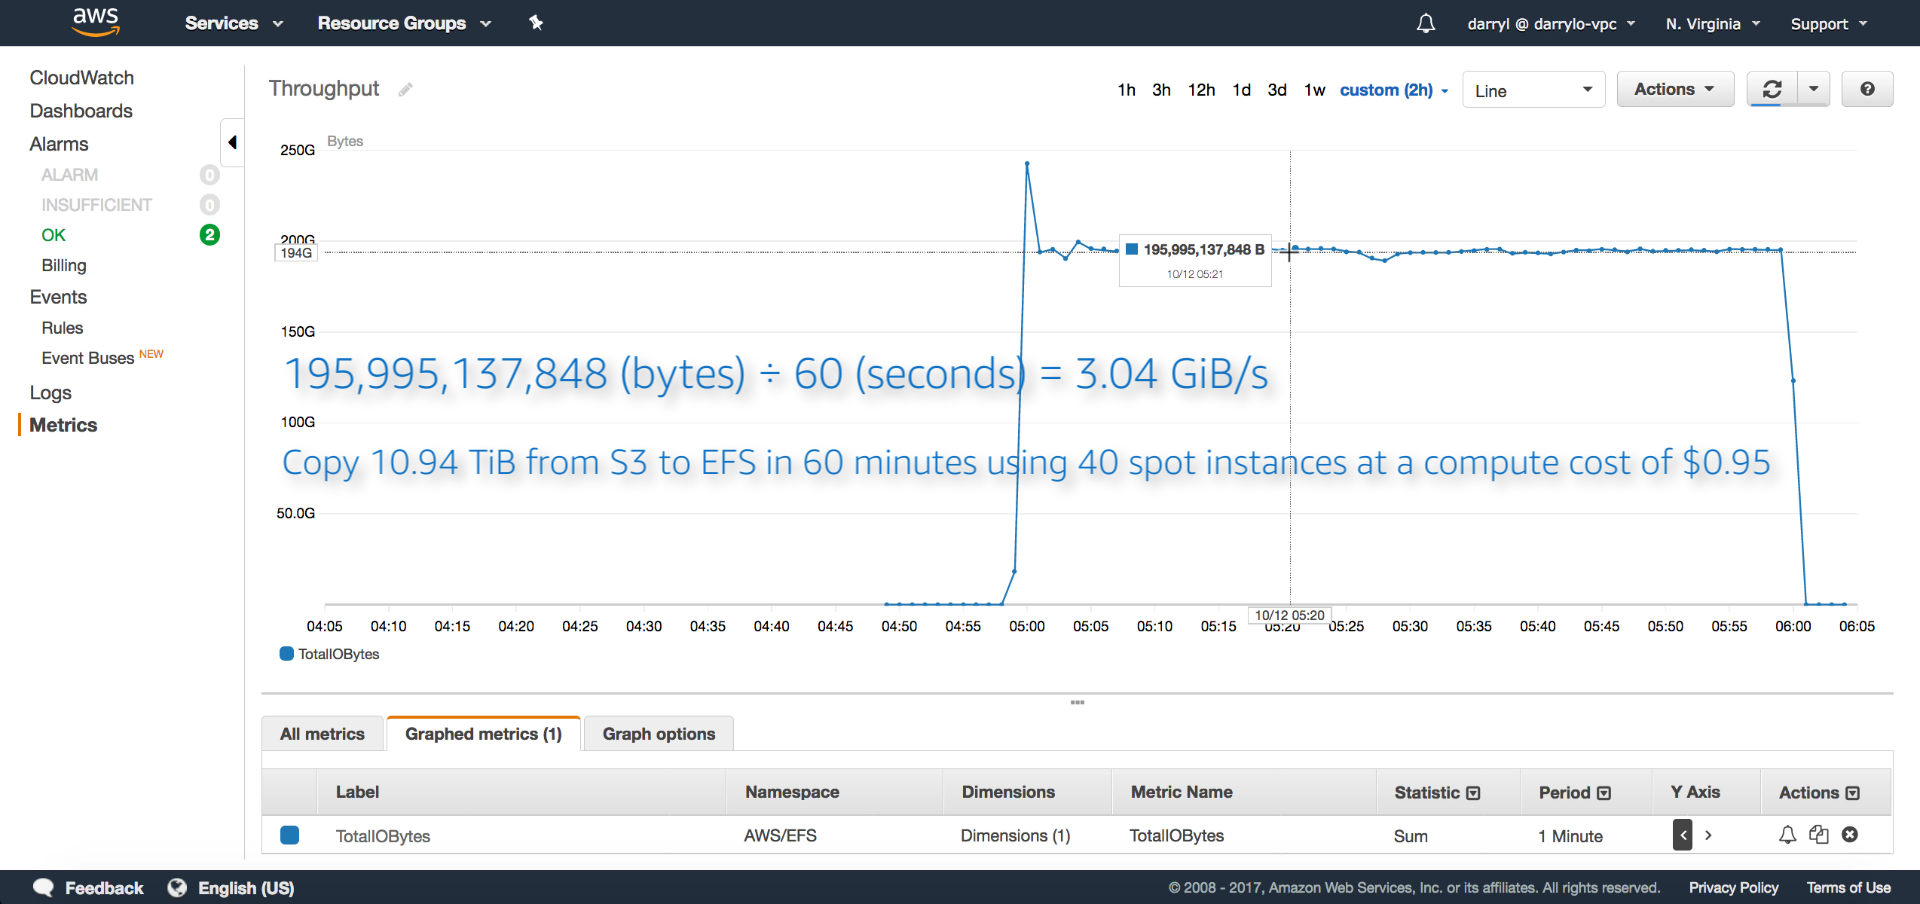 aws Services Resource Groups darryl @ darrylo-vpc N. Virginia Support
CloudWatch
Dashboards
Alarms
ALARM 0
INSUFFICIENT 0
OK 2
Billing
Events
Rules
Event Buses NEW
Logs
Metrics
Throughput 1h 3h 12h 1d 3d 1w custom (2h) Line Actions ?
Bytes
250G
200G
194G
195,995,137,848 B
10/12 05:21
150G
195,995,137,848 (bytes) ÷ 60 (seconds) = 3.04 GiB/s
100G
Copy 10.94 TiB from S3 to EFS in 60 minutes using 40 spot instances at a compute cost of $0.95
50.0G
10/12 05:20
04:05 04:10 04:15 04:20 04:25 04:30 04:35 04:40 04:45 04:50 04:55 05:00 05:05 05:10 05:15 05:20 05:25 05:30 05:35 05:40 05:45 05:50 05:55 06:00 06:05
TotalIOBytes
All metrics Graphed metrics (1) Graph options
Label Namespace Dimensions Metric Name Statistic Period Y Axis Actions
TotalIOBytes AWS/EFS Dimensions (1) TotalIOBytes Sum 1 Minute < >
Feedback English (US) © 2008 - 2017, Amazon Web Services, Inc. or its affiliates. All rights reserved. Privacy Policy Terms of Use